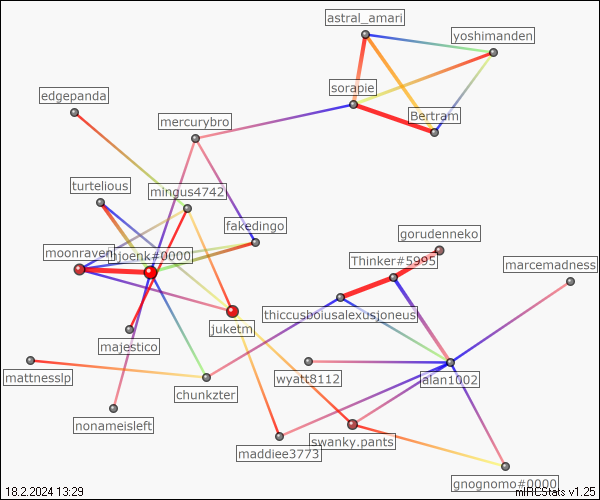 astral_amari
yoshimanden
sorapie
edgepanda
Bertram
mercurybro
turtelious
mingus4742
fakedingo
gorudenneko
moonraven
hjoenk#0000
Thinker#5995
marcemadness
thiccusboiusalexusjoneus
juketm
majestico
mattnesslp
wyatt8112
alan1002
chunkzter
nonameisleft
swanky.pants
maddiee3773
gnognomo#0000
18.2.2024 13:29
mIRCStats v1.25